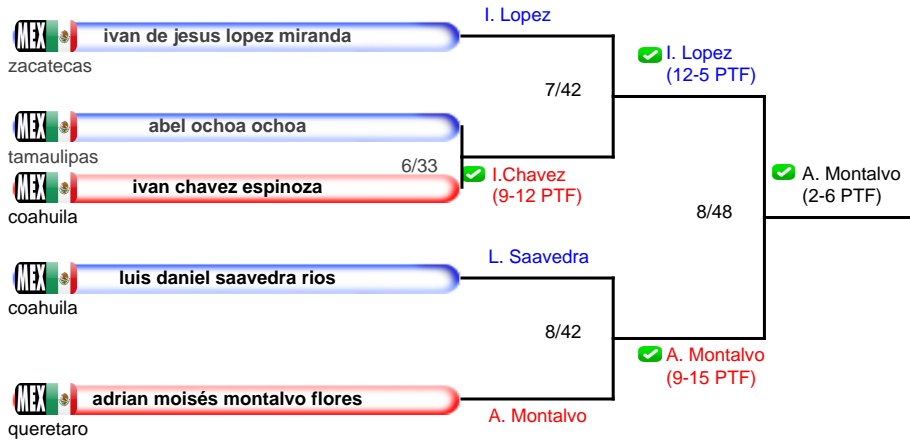 I. Lopez
MEX ivan de jesus lopez miranda
zacatecas
I. Lopez
(12-5 PTF)
7/42
MEX abel ochoa ochoa
tamaulipas
6/33
MEX ivan chavez espinoza
coahuila
I.Chavez
(9-12 PTF)
A. Montalvo
(2-6 PTF)
8/48
L. Saavedra
MEX luis daniel saavedra rios
coahuila
8/42
A. Montalvo
(9-15 PTF)
MEX adrian moisés montalvo flores
queretaro
A. Montalvo